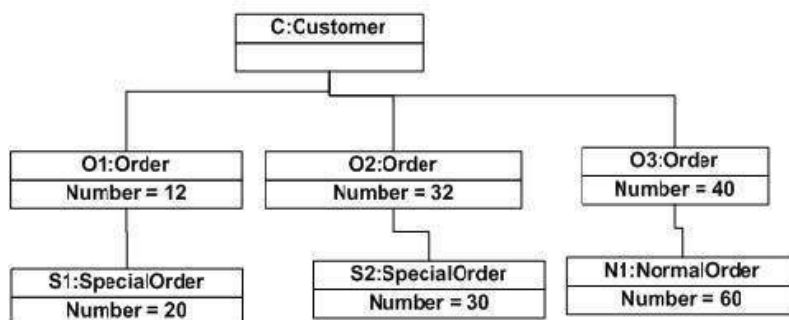 C:Customer
O1:Order
Number = 12
O2:Order
Number = 32
O3:Order
Number = 40
S1:SpecialOrder
Number = 20
S2:SpecialOrder
Number = 30
N1:NormalOrder
Number = 60